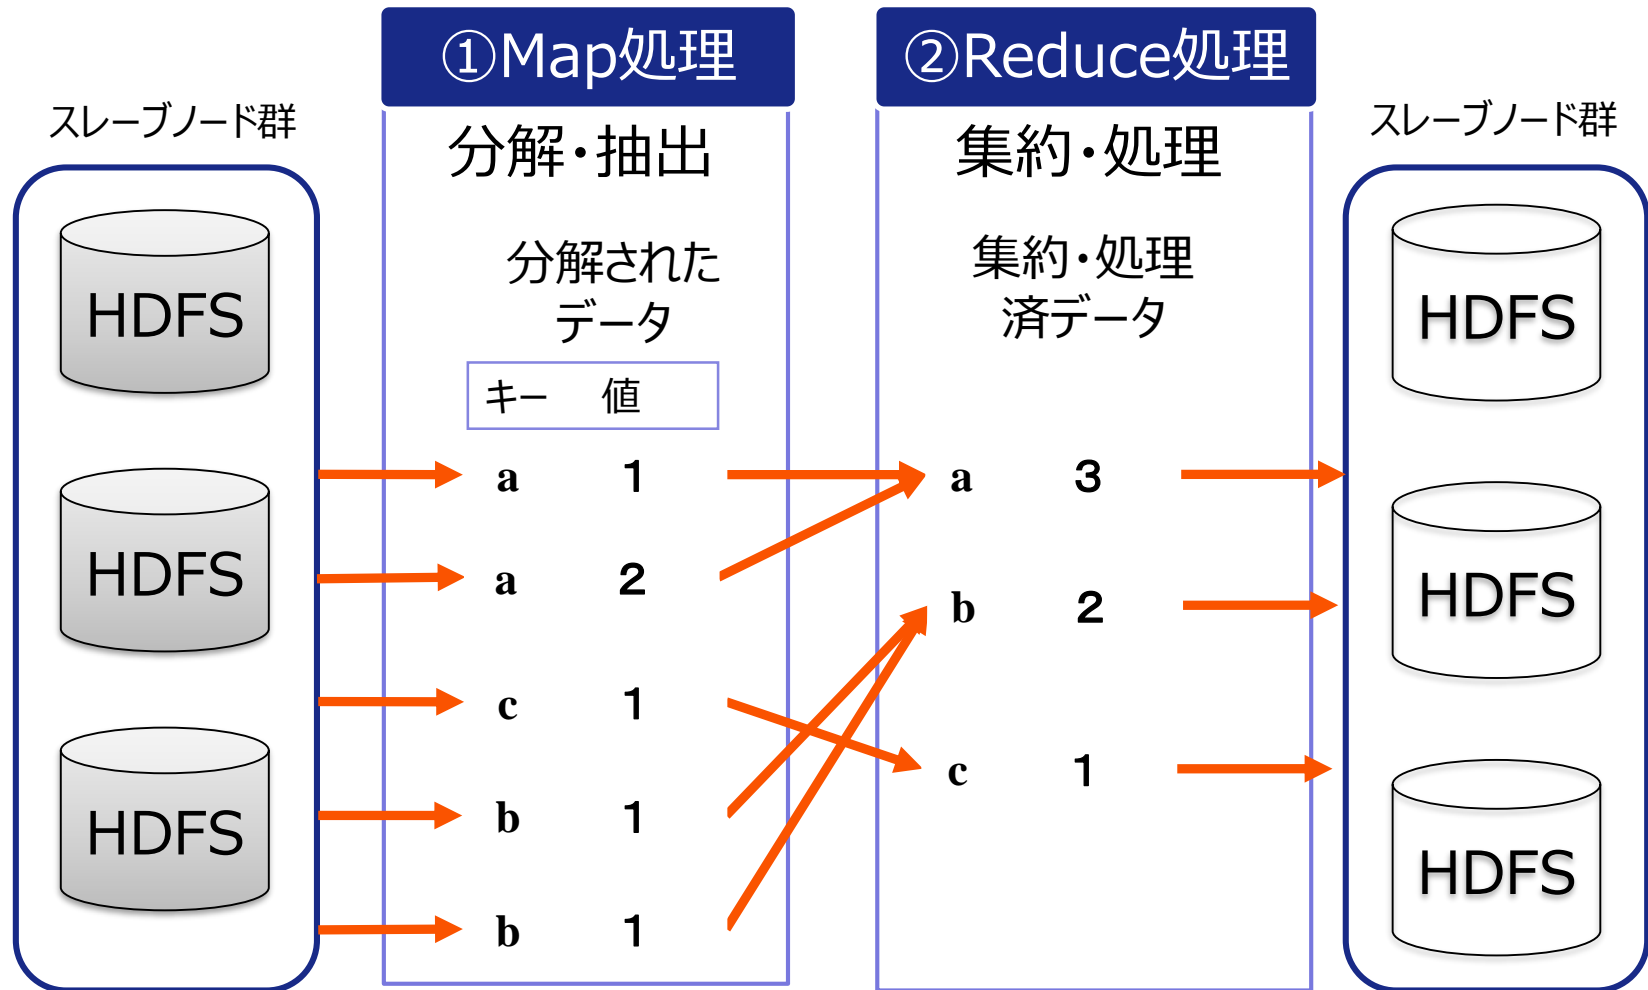 ①Map処理
②Reduce処理
スレーブノード群
スレーブノード群
分解・抽出
集約・処理
分解された
データ
集約・処理
済データ
キー 値
HDFS
HDFS
HDFS
a 1
a 2
c 1
b 1
b 1
a 3
b 2
c 1
HDFS
HDFS
HDFS